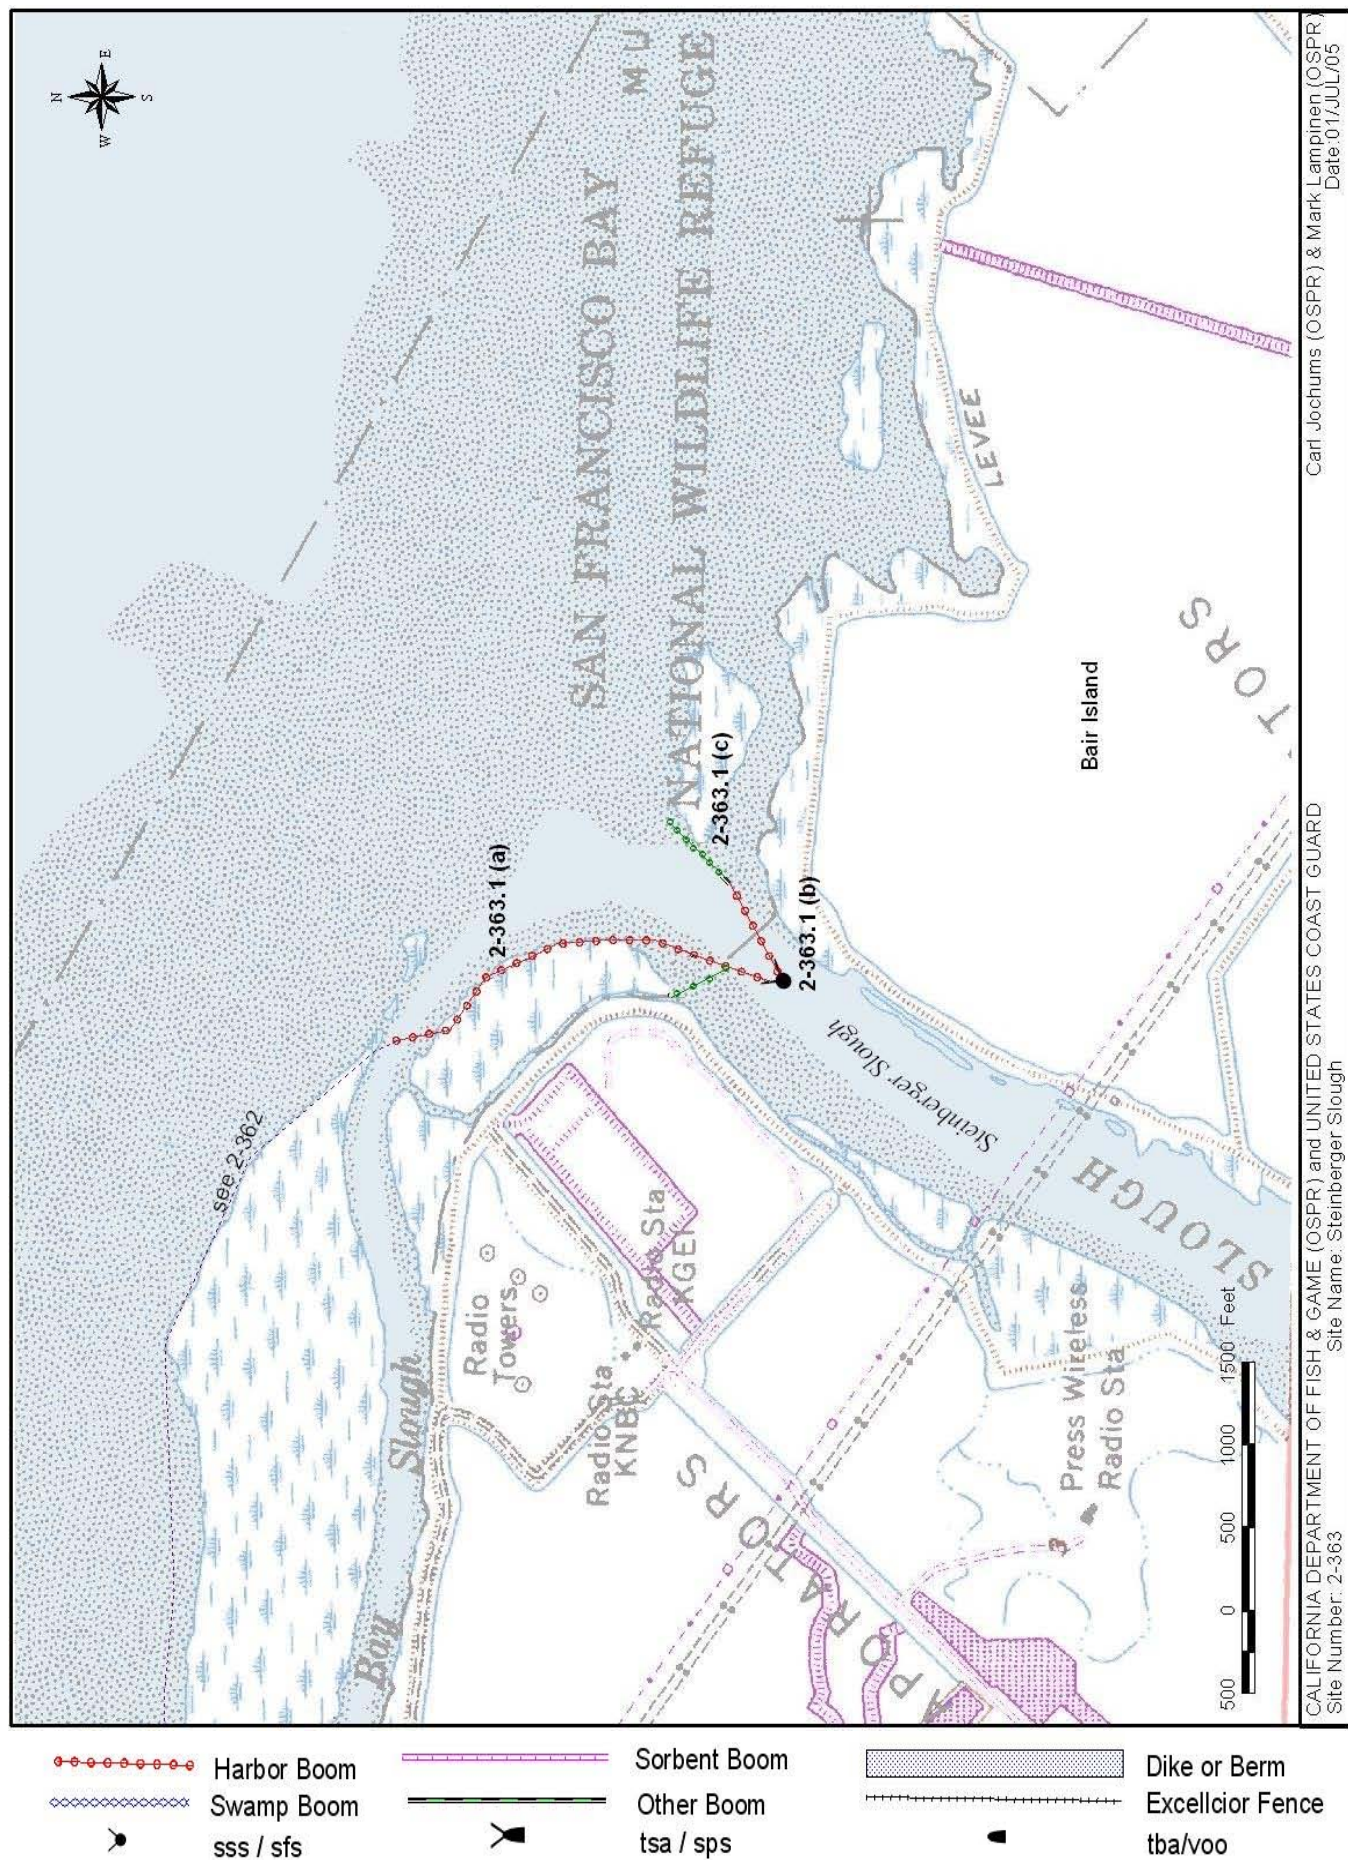 N
E
S
W
SAN FRANCISCO BAY
NATIONAL WILDLIFE REFUGE
M U
see 2-362
2-363.1 (a)
2-363.1 (c)
2-363.1 (b)
LEVEE
Bair Island
Steinberger Slough
SLOUGH
Bay Slough
Radio
Towers
Radio Sta
KGEI
Radio Sta
KNBC
Press Wireless
Radio Sta
APORATORS
TORS
500 0 500 1000 1500 Feet
CALIFORNIA DEPARTMENT OF FISH & GAME (OSPR) and UNITED STATES COAST GUARD
Carl Jochums (OSPR) & Mark Lampinen (OSPR)
Site Number: 2-363
Site Name: Steinberger Slough
Date:01/JUL/05
Harbor Boom
Sorbent Boom
Dike or Berm
Swamp Boom
Other Boom
Excellcior Fence
sss / sfs
tsa / sps
tba/voo